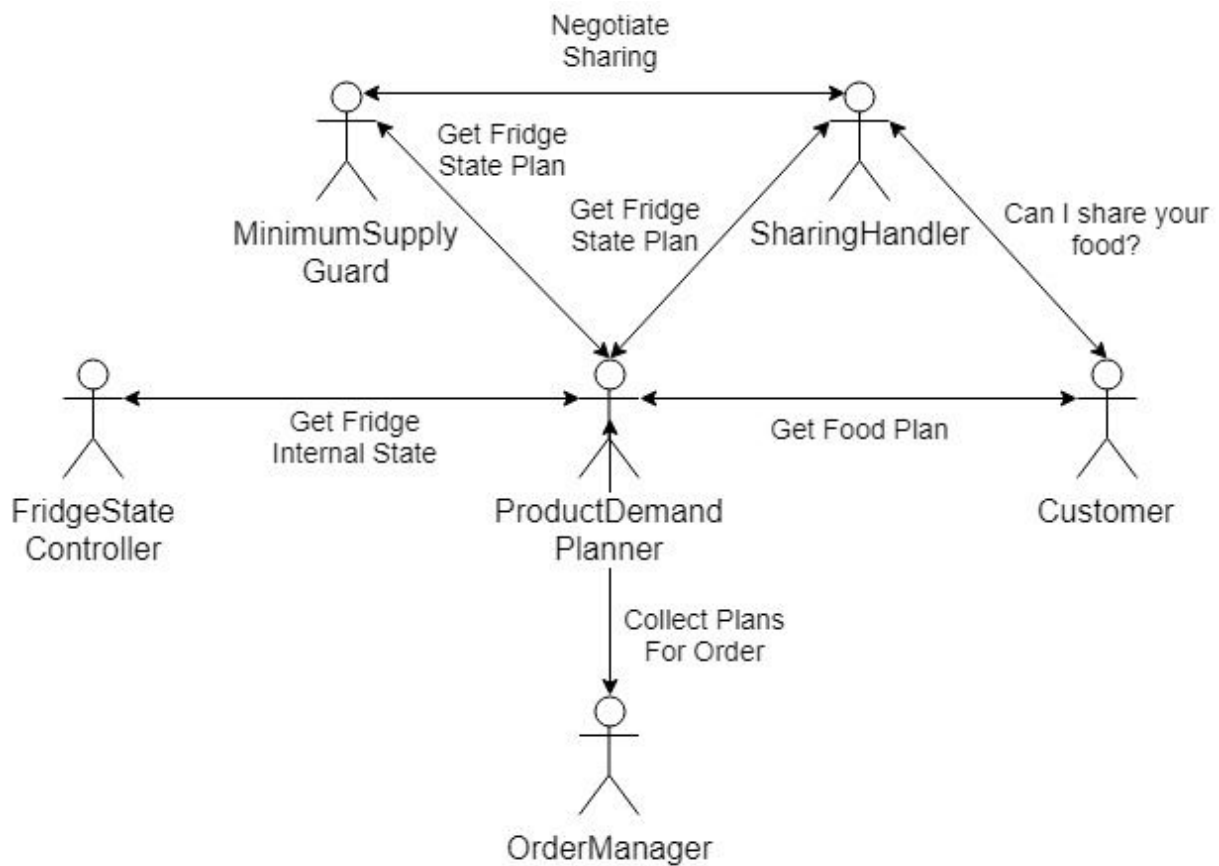 Negotiate
Sharing
Get Fridge
State Plan
Get Fridge
State Plan
Can I share your
food?
MinimumSupply
Guard
SharingHandler
Get Fridge
Internal State
Get Food Plan
FridgeState
Controller
ProductDemand
Planner
Customer
Collect Plans
For Order
OrderManager